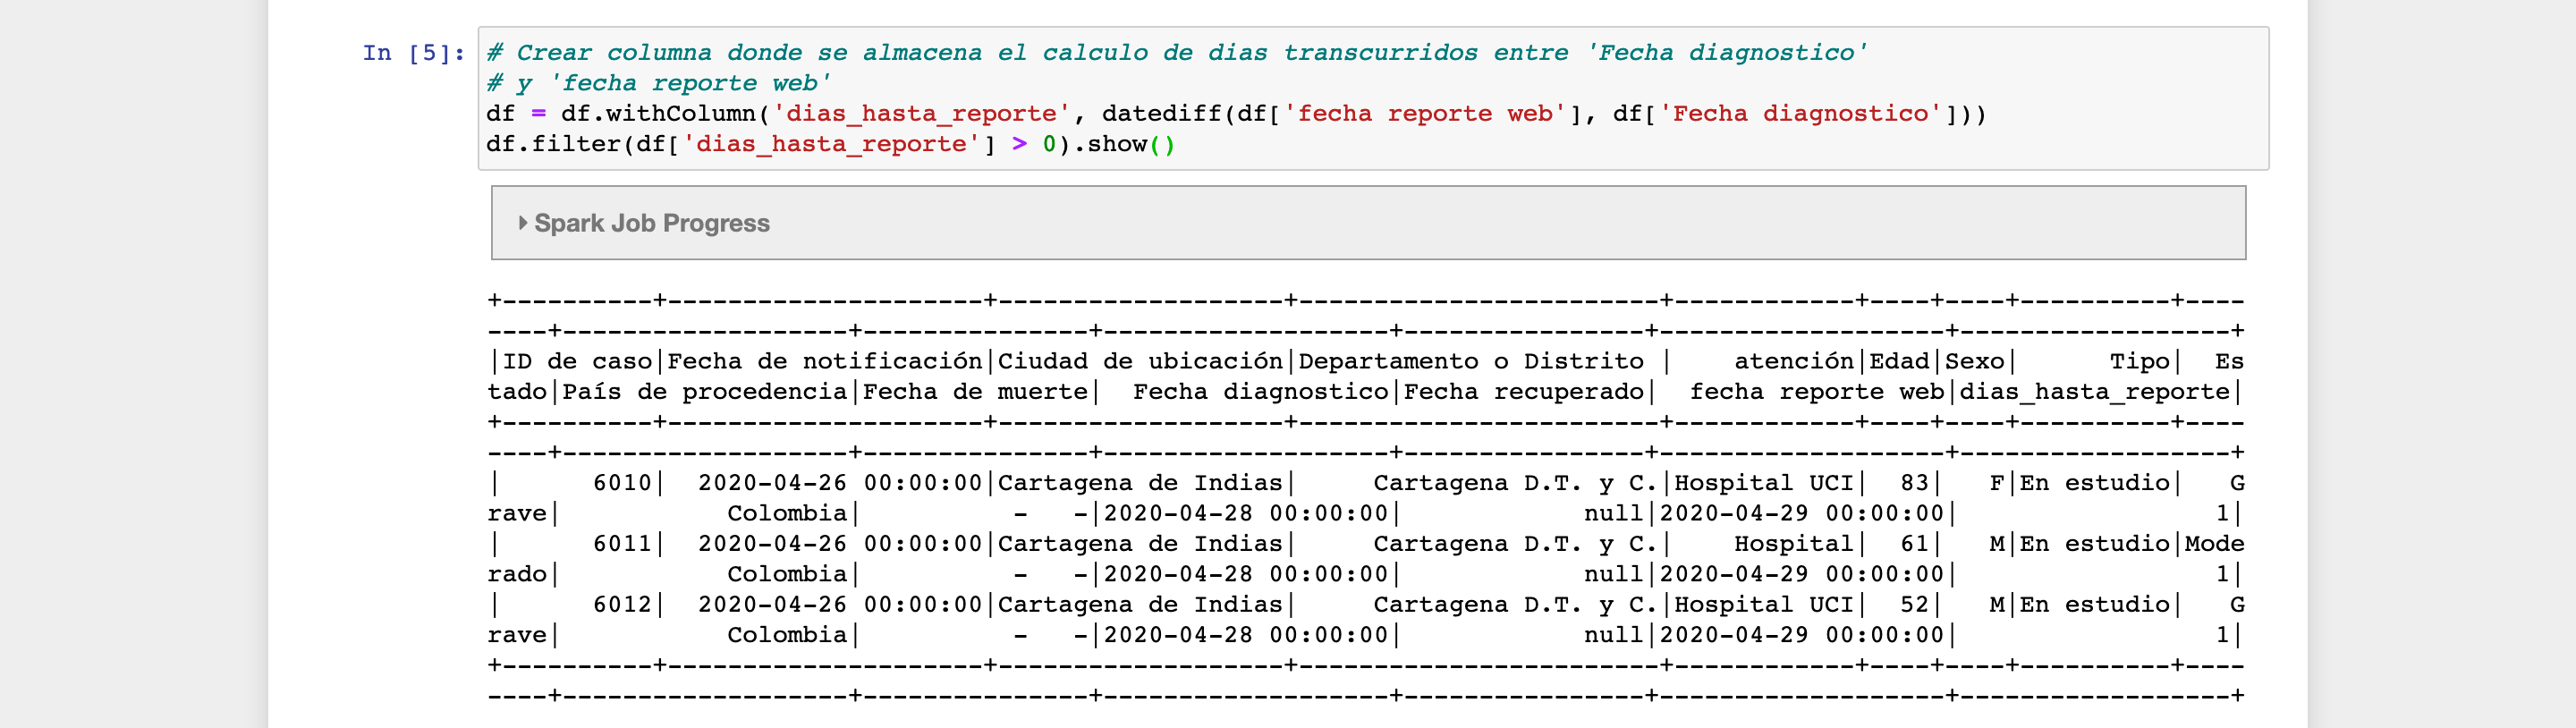 In [5]: # Crear columna donde se almacena el calculo de dias transcurridos entre 'Fecha diagnostico'
# y 'fecha reporte web'
df = df.withColumn('dias_hasta_reporte', datediff(df['fecha reporte web'], df['Fecha diagnostico']))
df.filter(df['dias_hasta_reporte'] > 0).show()
Spark Job Progress
+----------+---------------------+-------------------+------------------------+------------+----+----+----------+----
----+-------------------+---------------+-------------------+----------------+-------------------+------------------+
|ID de caso|Fecha de notificación|Ciudad de ubicación|Departamento o Distrito |    atención|Edad|Sexo|      Tipo|  Es
tado|País de procedencia|Fecha de muerte|  Fecha diagnostico|Fecha recuperado|  fecha reporte web|dias_hasta_reporte|
+----------+---------------------+-------------------+------------------------+------------+----+----+----------+----
----+-------------------+---------------+-------------------+----------------+-------------------+------------------+
|      6010|  2020-04-26 00:00:00|Cartagena de Indias|     Cartagena D.T. y C.|Hospital UCI|  83|   F|En estudio|   G
rave|           Colombia|          -   -|2020-04-28 00:00:00|            null|2020-04-29 00:00:00|                 1|
|      6011|  2020-04-26 00:00:00|Cartagena de Indias|     Cartagena D.T. y C.|    Hospital|  61|   M|En estudio|Mode
rado|           Colombia|          -   -|2020-04-28 00:00:00|            null|2020-04-29 00:00:00|                 1|
|      6012|  2020-04-26 00:00:00|Cartagena de Indias|     Cartagena D.T. y C.|Hospital UCI|  52|   M|En estudio|   G
rave|           Colombia|          -   -|2020-04-28 00:00:00|            null|2020-04-29 00:00:00|                 1|
+----------+---------------------+-------------------+------------------------+------------+----+----+----------+----
----+-------------------+---------------+-------------------+----------------+-------------------+------------------+